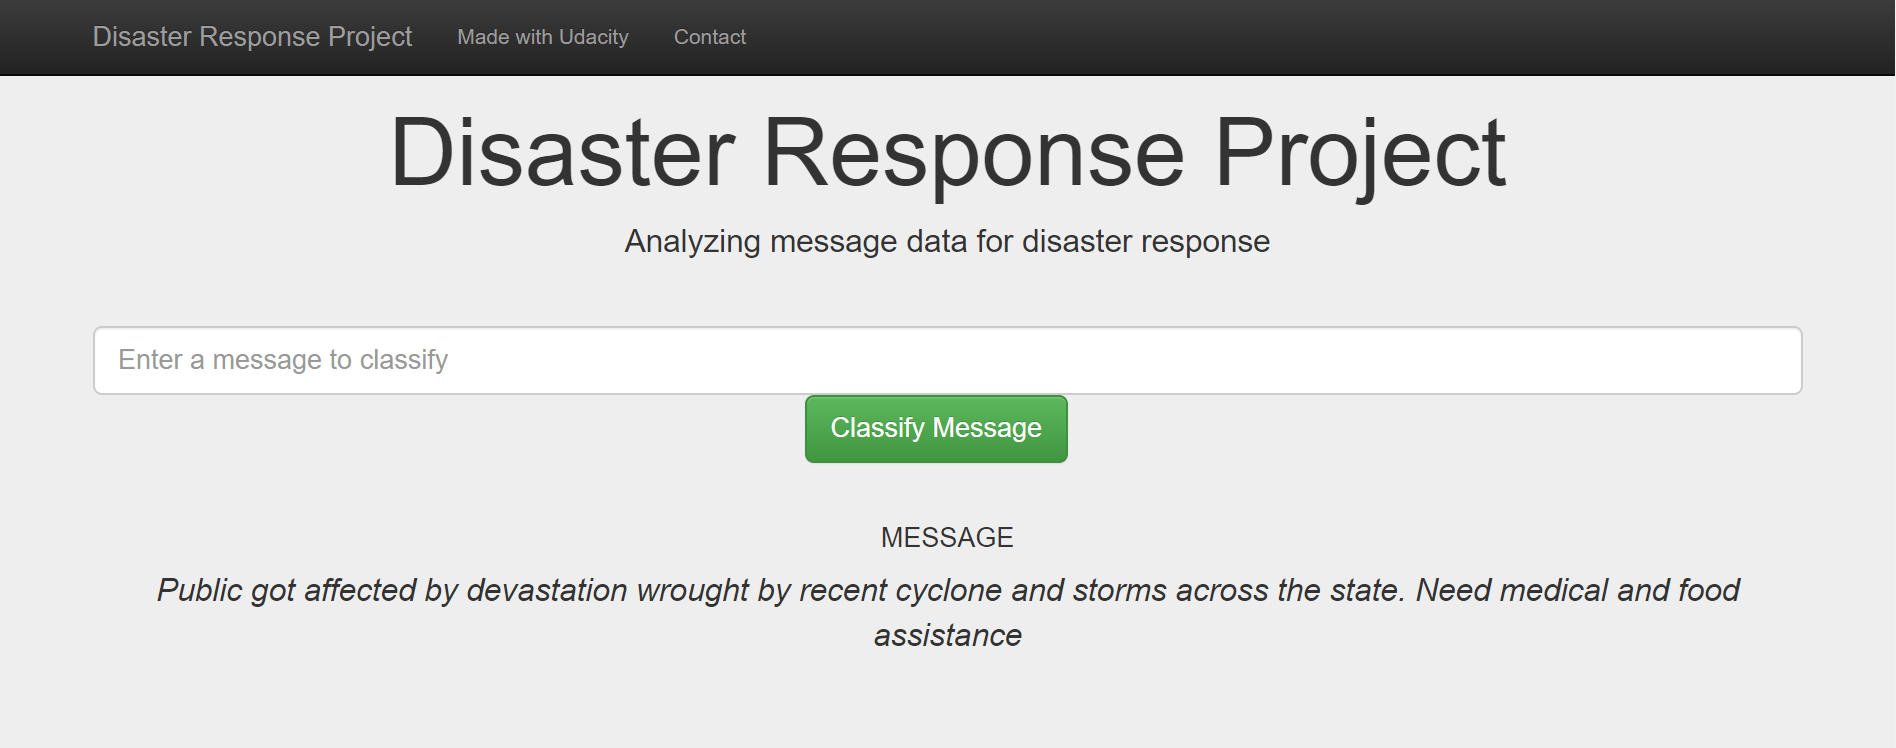 Disaster Response Project Made with Udacity Contact
Disaster Response Project
Analyzing message data for disaster response
Enter a message to classify
Classify Message
MESSAGE
Public got affected by devastation wrought by recent cyclone and storms across the state. Need medical and food
assistance